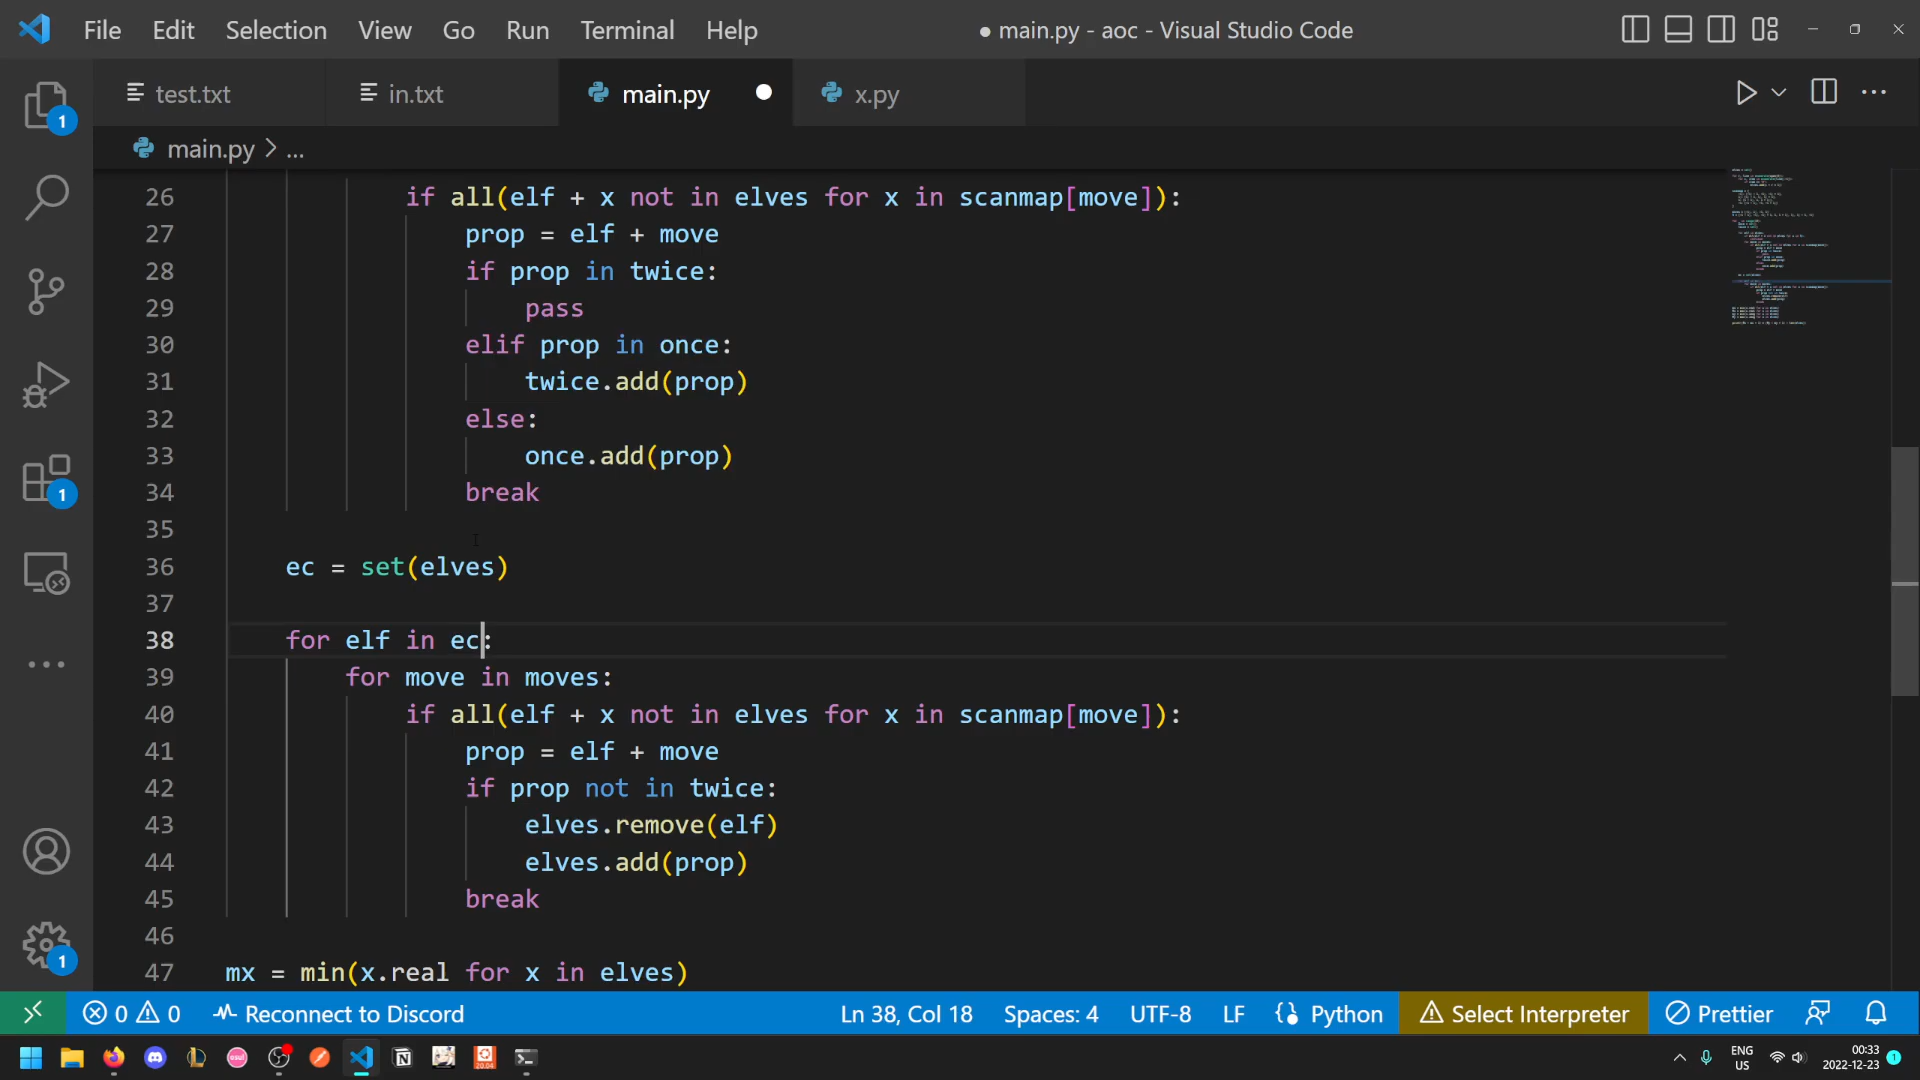 File Edit Selection View Go Run Terminal Help
● main.py - aoc - Visual Studio Code
test.txt in.txt main.py x.py
main.py > ...
26 if all(elf + x not in elves for x in scanmap[move]):
27 prop = elf + move
28 if prop in twice:
29 pass
30 elif prop in once:
31 twice.add(prop)
32 else:
33 once.add(prop)
34 break
35
36 ec = set(elves)
37
38 for elf in ec:
39 for move in moves:
40 if all(elf + x not in elves for x in scanmap[move]):
41 prop = elf + move
42 if prop not in twice:
43 elves.remove(elf)
44 elves.add(prop)
45 break
46
47 mx = min(x.real for x in elves)
1
1
1
0 0 Reconnect to Discord Ln 38, Col 18 Spaces: 4 UTF-8 LF Python Select Interpreter Prettier
osu! 20.04
ENG
US
00:33
2022-12-23
1